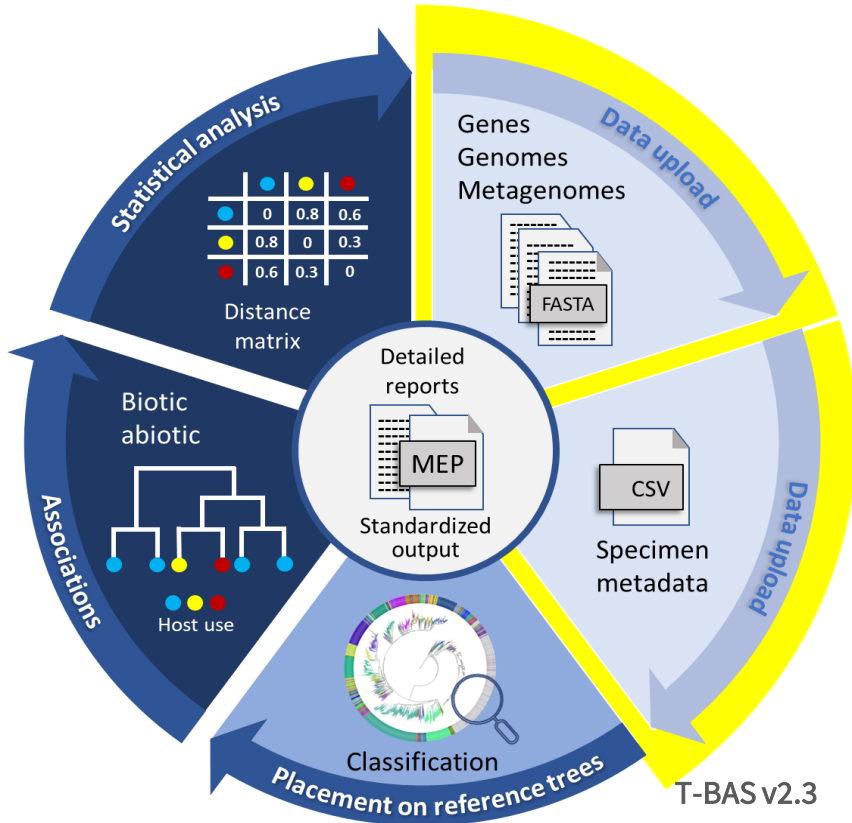 Statistical analysis
0 0.8 0.6
0.8 0 0.3
0.6 0.3 0
Distance
matrix
Data upload
Genes
Genomes
Metagenomes
FASTA
Data upload
CSV
Specimen
metadata
Placement on reference trees
Classification
Associations
Biotic
abiotic
Host use
Detailed
reports
MEP
Standardized
output
T-BAS v2.3